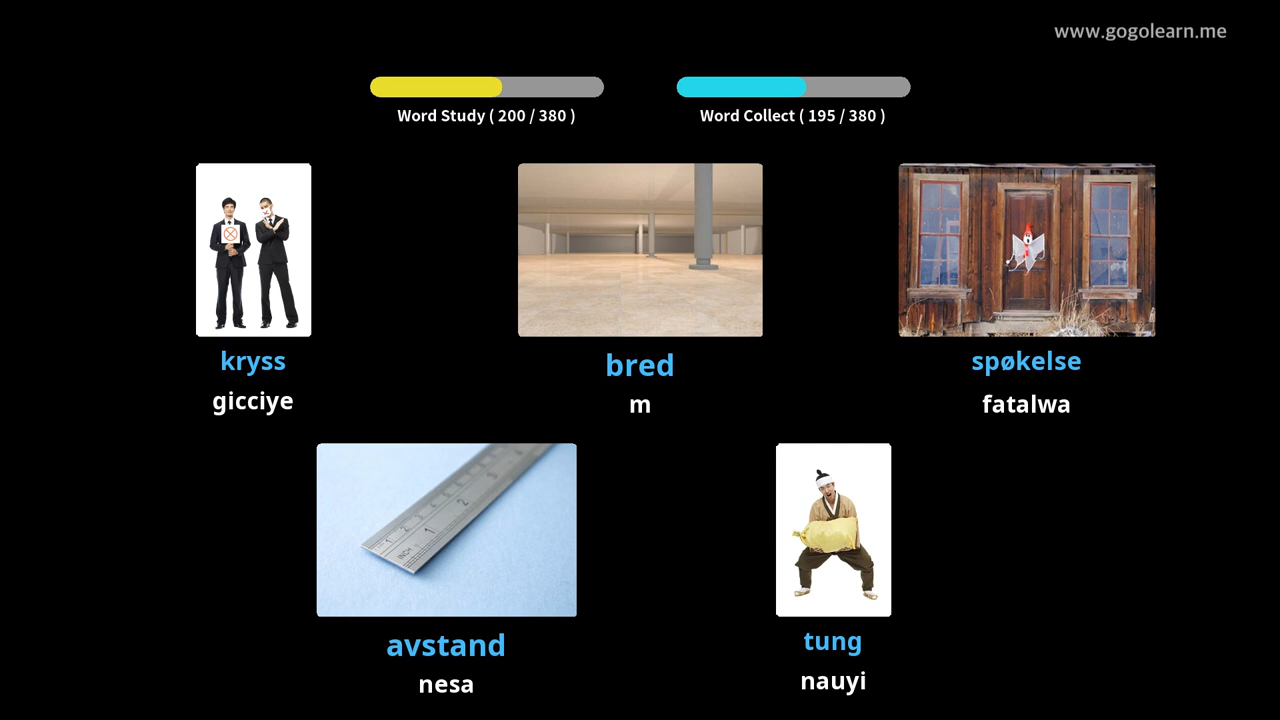 www.gogolearn.me
Word Study ( 200 / 380 )
Word Collect ( 195 / 380 )
kryss
gicciye
bred
m
spøkelse
fatalwa
avstand
nesa
tung
nauyi